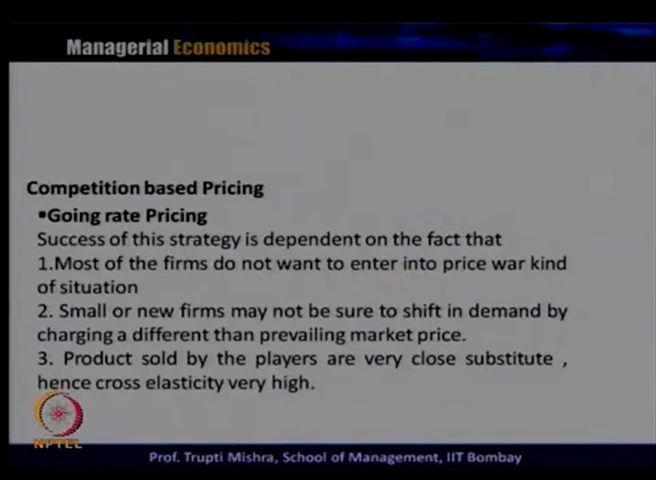 Managerial Economics
Competition based Pricing
▪Going rate Pricing
Success of this strategy is dependent on the fact that
1.Most of the firms do not want to enter into price war kind
of situation
2. Small or new firms may not be sure to shift in demand by
charging a different than prevailing market price.
3. Product sold by the players are very close substitute ,
hence cross elasticity very high.
NPTEL
Prof. Trupti Mishra, School of Management, IIT Bombay